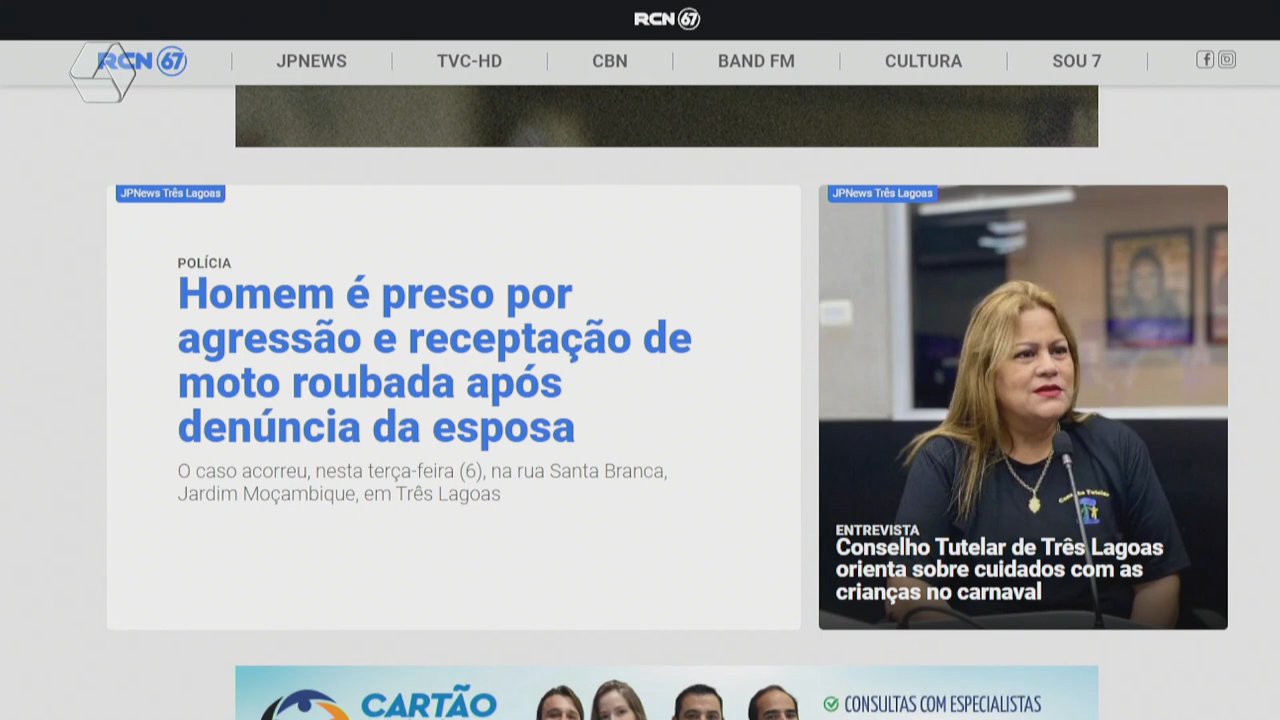 RCN 67
RCN 67
JPNEWS
TVC-HD
CBN
BAND FM
CULTURA
SOU 7
JPNews Três Lagoas
POLÍCIA
Homem é preso por
agressão e receptação de
moto roubada após
denúncia da esposa
O caso acorreu, nesta terça-feira (6), na rua Santa Branca,
Jardim Moçambique, em Três Lagoas
JPNews Três Lagoas
Conselho Tutelar
ENTREVISTA
Conselho Tutelar de Três Lagoas
orienta sobre cuidados com as
crianças no carnaval
CARTÃO
CONSULTAS COM ESPECIALISTAS